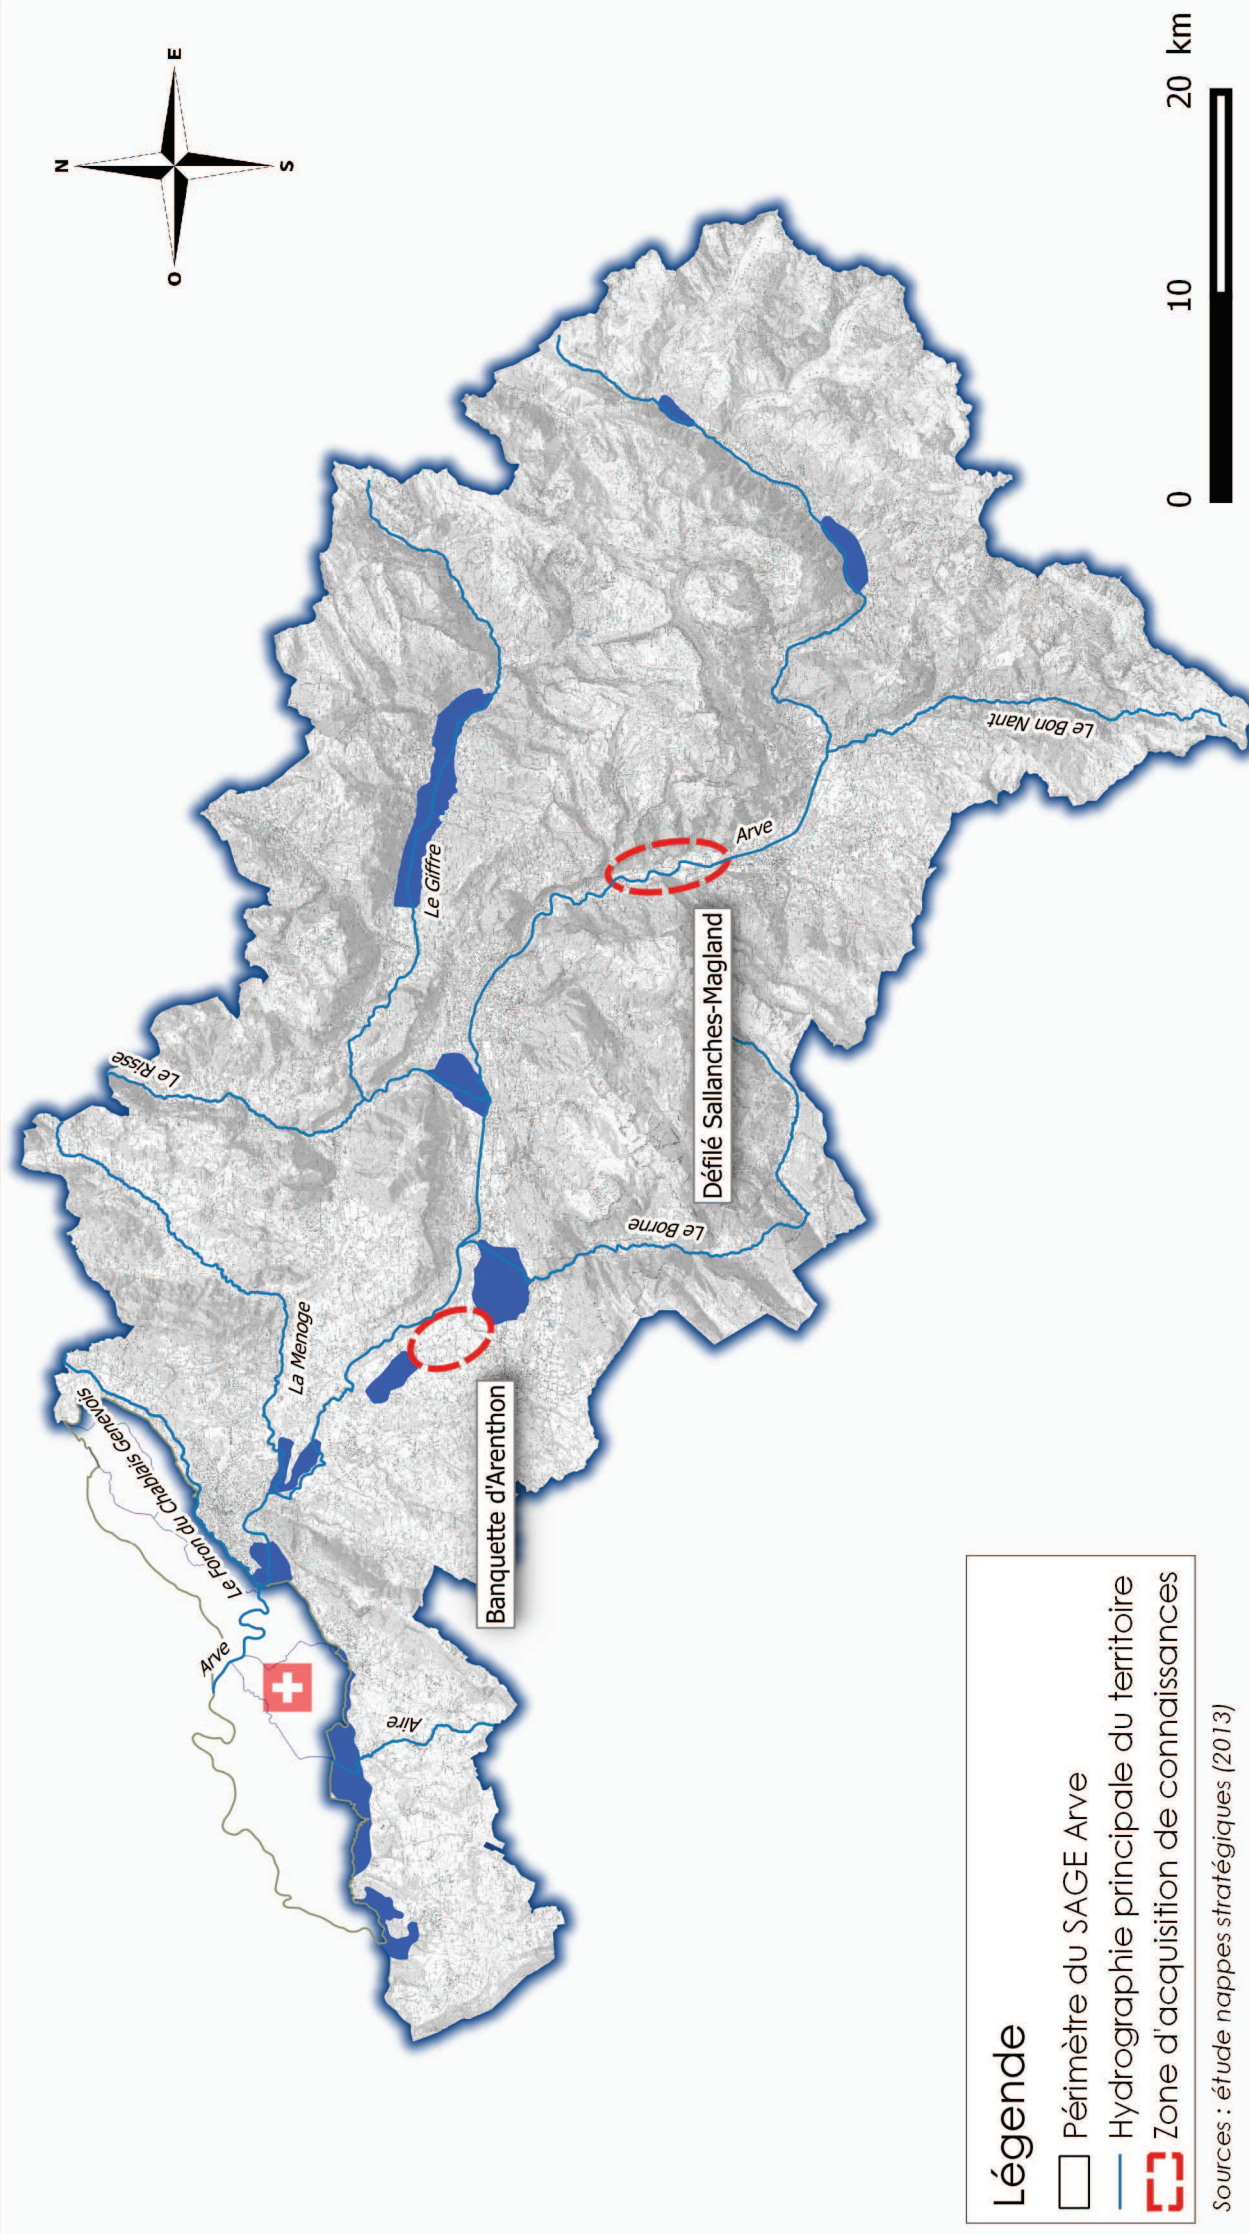 N
O
E
S
Le Risse
Le Foron du Chablais Genevois
Arve
La Menoge
Le Giffre
Aire
Banquette d'Arenthon
Le Borne
Défilé Sallanches-Magland
Arve
Le Bon Nant
0 10 20 km
Légende
Périmètre du SAGE Arve
Hydrographie principale du territoire
Zone d'acquisition de connaissances
Sources : étude nappes stratégiques (2013)